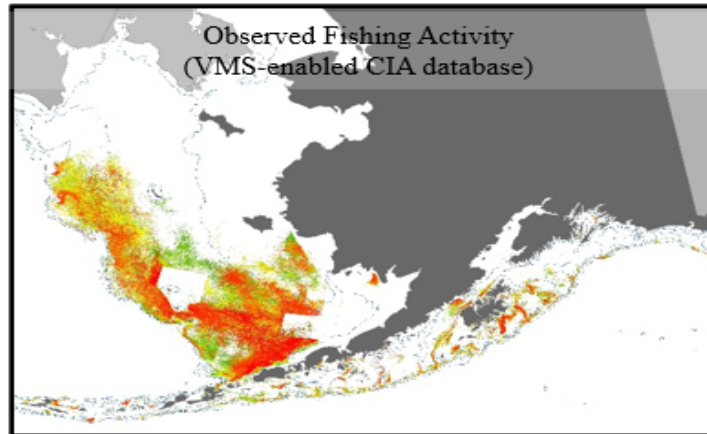 Observed Fishing Activity
(VMS-enabled CIA database)